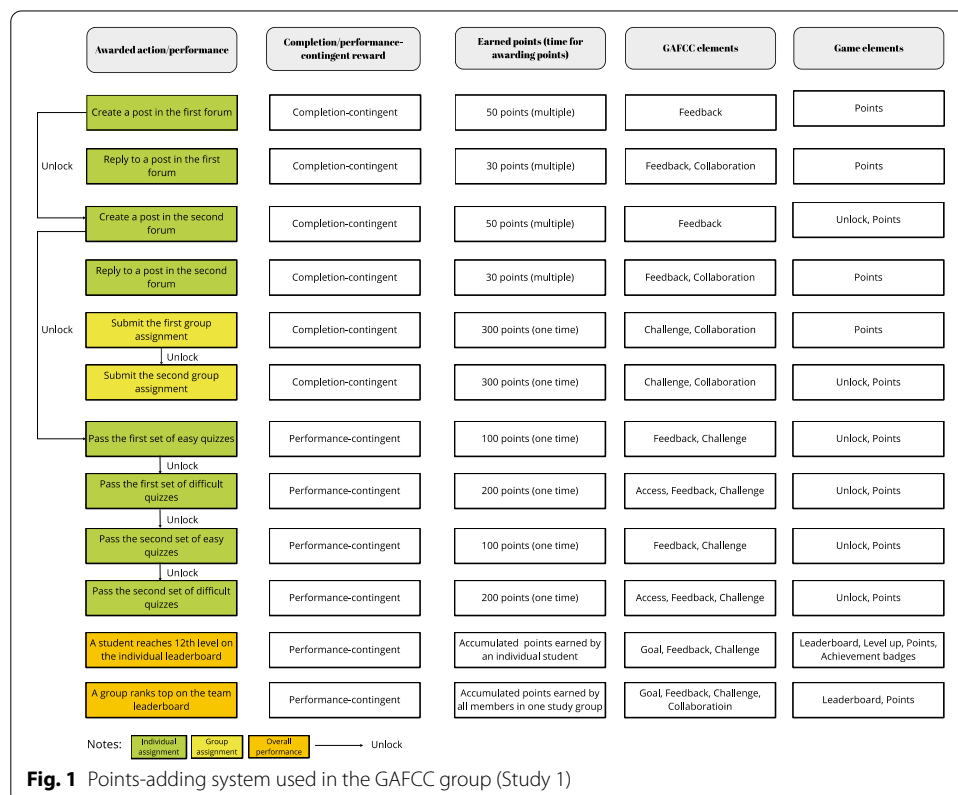 Awarded action/performance
Completion/performance-
contingent reward
Earned points (time for
awarding points)
GAFCC elements
Game elements
Create a post in the first forum
Completion-contingent
50 points (multiple)
Feedback
Points
Unlock
Reply to a post in the first
forum
Completion-contingent
30 points (multiple)
Feedback, Collaboration
Points
Create a post in the second
forum
Completion-contingent
50 points (multiple)
Feedback
Unlock, Points
Reply to a post in the second
forum
Completion-contingent
30 points (multiple)
Feedback, Collaboration
Points
Unlock
Submit the first group
assignment
Completion-contingent
300 points (one time)
Challenge, Collaboration
Points
Unlock
Submit the second group
assignment
Completion-contingent
300 points (one time)
Challenge, Collaboration
Unlock, Points
Pass the first set of easy quizzes
Performance-contingent
100 points (one time)
Feedback, Challenge
Unlock, Points
Unlock
Pass the first set of difficult
quizzes
Performance-contingent
200 points (one time)
Access, Feedback, Challenge
Unlock, Points
Unlock
Pass the second set of easy
quizzes
Performance-contingent
100 points (one time)
Feedback, Challenge
Unlock, Points
Unlock
Pass the second set of difficult
quizzes
Performance-contingent
200 points (one time)
Access, Feedback, Challenge
Unlock, Points
A student reaches 12th level on
the individual leaderboard
Performance-contingent
Accumulated points earned by
an individual student
Goal, Feedback, Challenge
Leaderboard, Level up, Points,
Achievement badges
A group ranks top on the team
leaderboard
Performance-contingent
Accumulated points earned by
all members in one study group
Goal, Feedback, Challenge,
Collaboratioin
Leaderboard, Points
Notes:
Individual
assignment
Group
assignment
Overall
performance
Unlock
Fig. 1 Points-adding system used in the GAFCC group (Study 1)